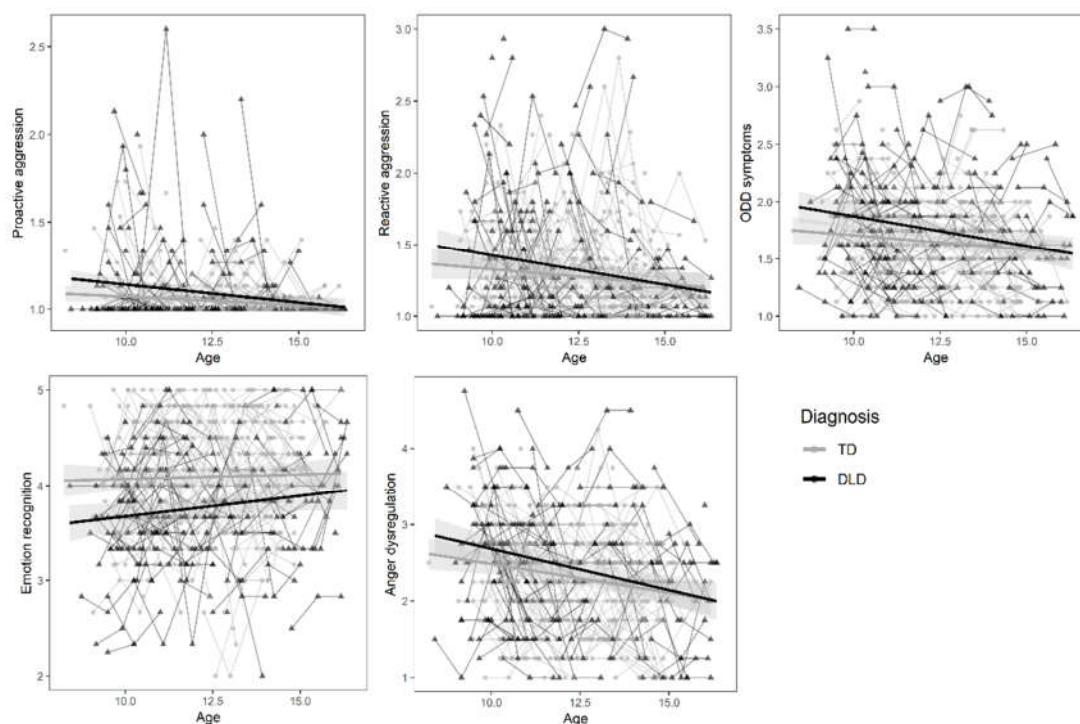 Proactive aggression
2.5
2.0
1.5
1.0
10.0 12.5 15.0
Age
Reactive aggression
3.0
2.5
2.0
1.5
1.0
10.0 12.5 15.0
Age
ODD symptoms
3.5
3.0
2.5
2.0
1.5
1.0
10.0 12.5 15.0
Age
Emotion recognition
5
4
3
2
10.0 12.5 15.0
Age
Anger dysregulation
4
3
2
1
10.0 12.5 15.0
Age
Diagnosis
TD
DLD